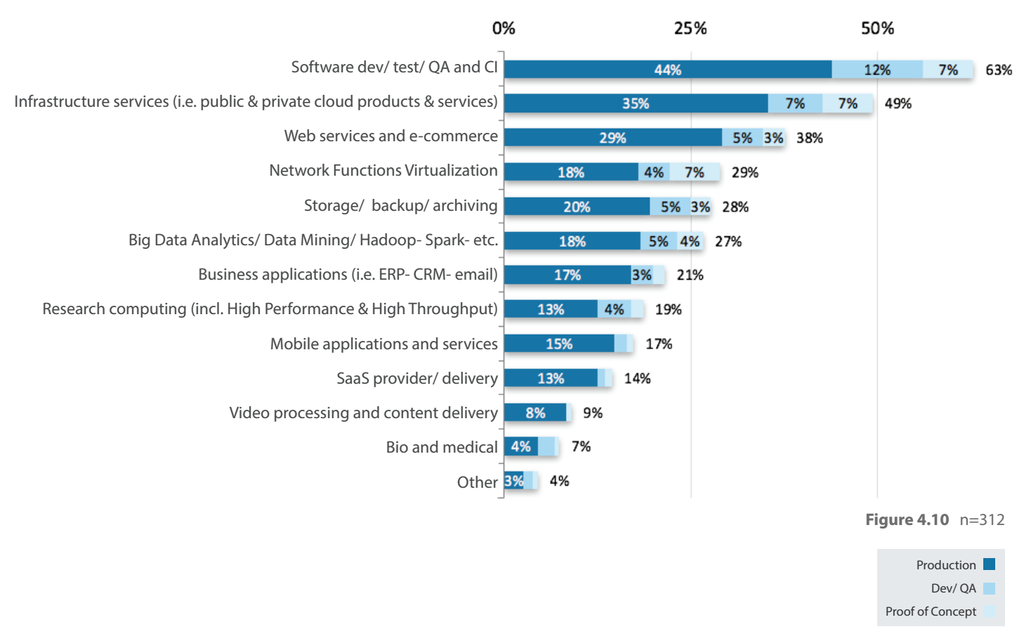 0% 25% 50%
Software dev/ test/ QA and CI 44% 12% 7% 63%
Infrastructure services (i.e. public & private cloud products & services) 35% 7% 7% 49%
Web services and e-commerce 29% 5% 3% 38%
Network Functions Virtualization 18% 4% 7% 29%
Storage/ backup/ archiving 20% 5% 3% 28%
Big Data Analytics/ Data Mining/ Hadoop- Spark- etc. 18% 5% 4% 27%
Business applications (i.e. ERP- CRM- email) 17% 3% 21%
Research computing (incl. High Performance & High Throughput) 13% 4% 19%
Mobile applications and services 15% 17%
SaaS provider/ delivery 13% 14%
Video processing and content delivery 8% 9%
Bio and medical 4% 7%
Other 3% 4%
Figure 4.10 n=312
Production
Dev/ QA
Proof of Concept